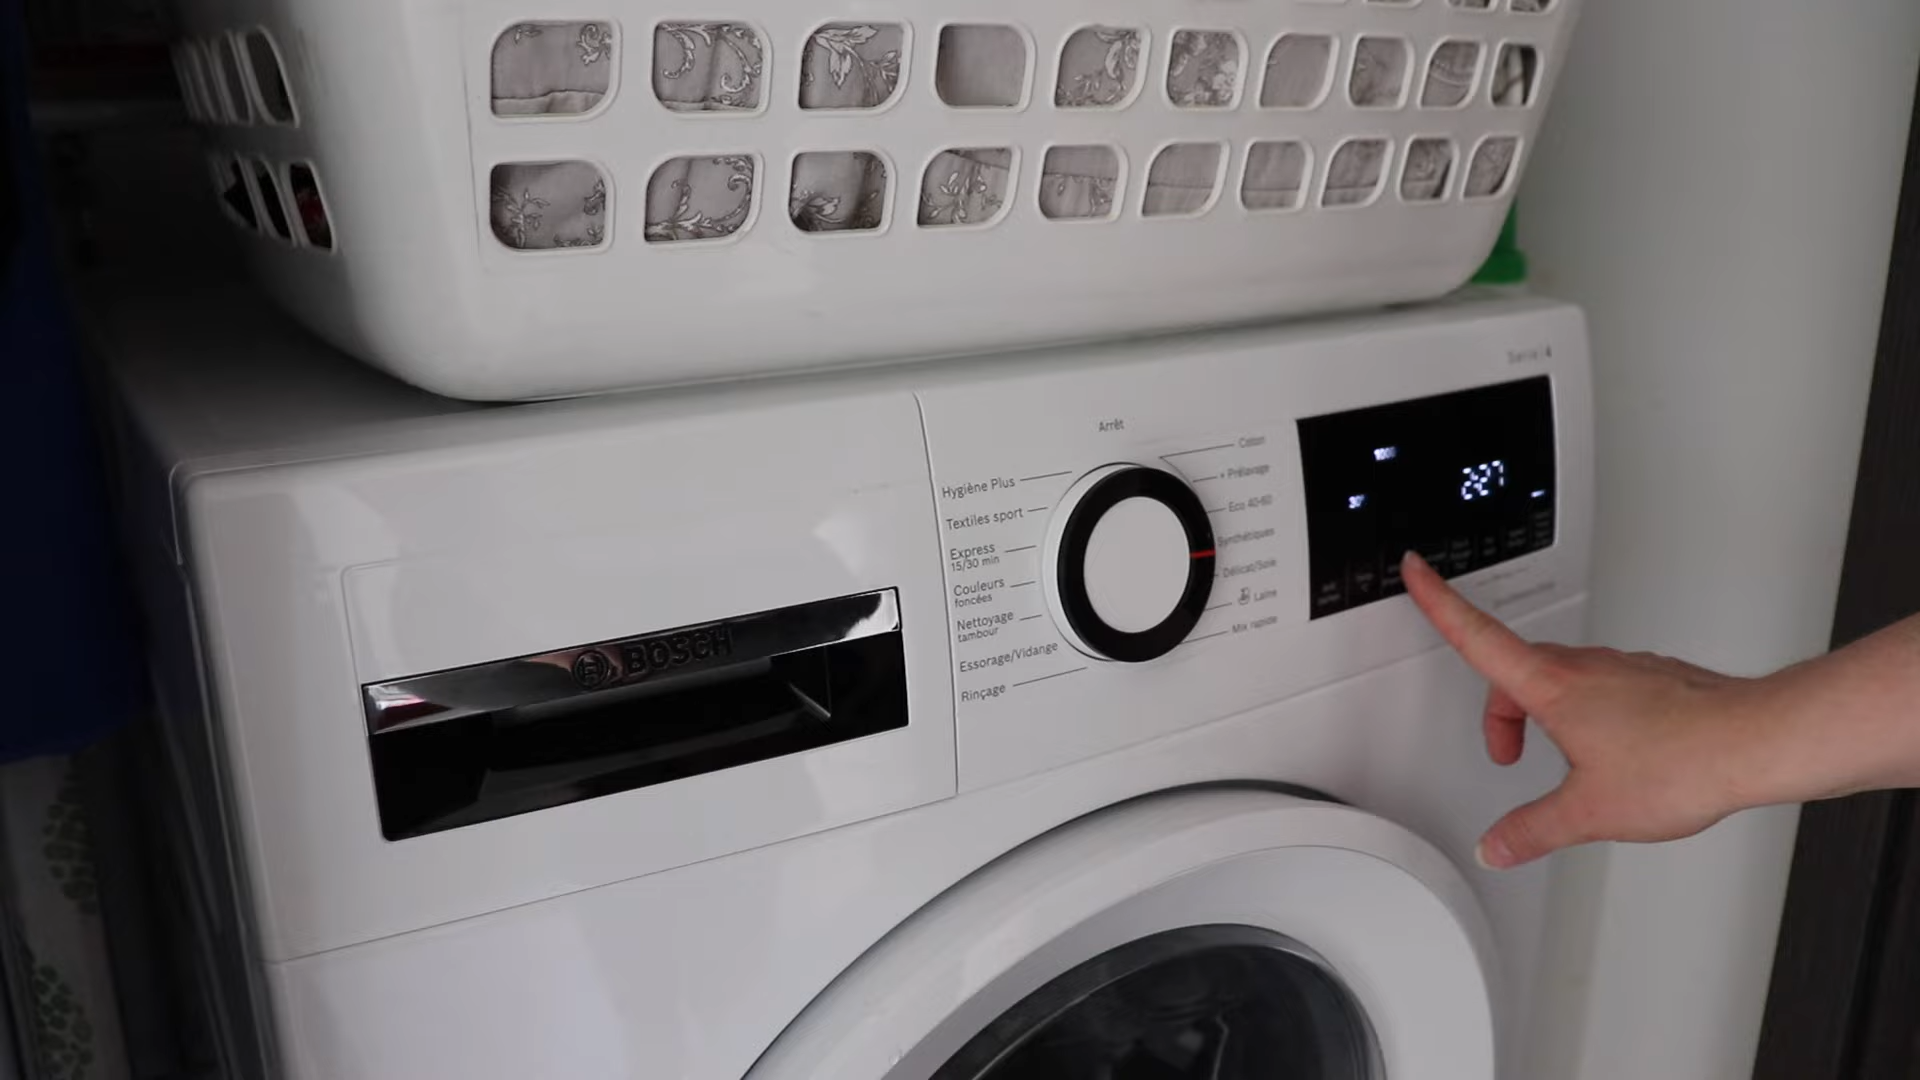 Serie 4
Arrêt
Hygiène Plus
Textiles sport
Express
15/30 min
Couleurs
foncées
Nettoyage
tambour
Essorage/Vidange
Rinçage
Coton
+ Prélavage
Eco 40-60
Synthétiques
Délicat/Soie
Laine
Mix rapide
1000
30°
2:27
BOSCH